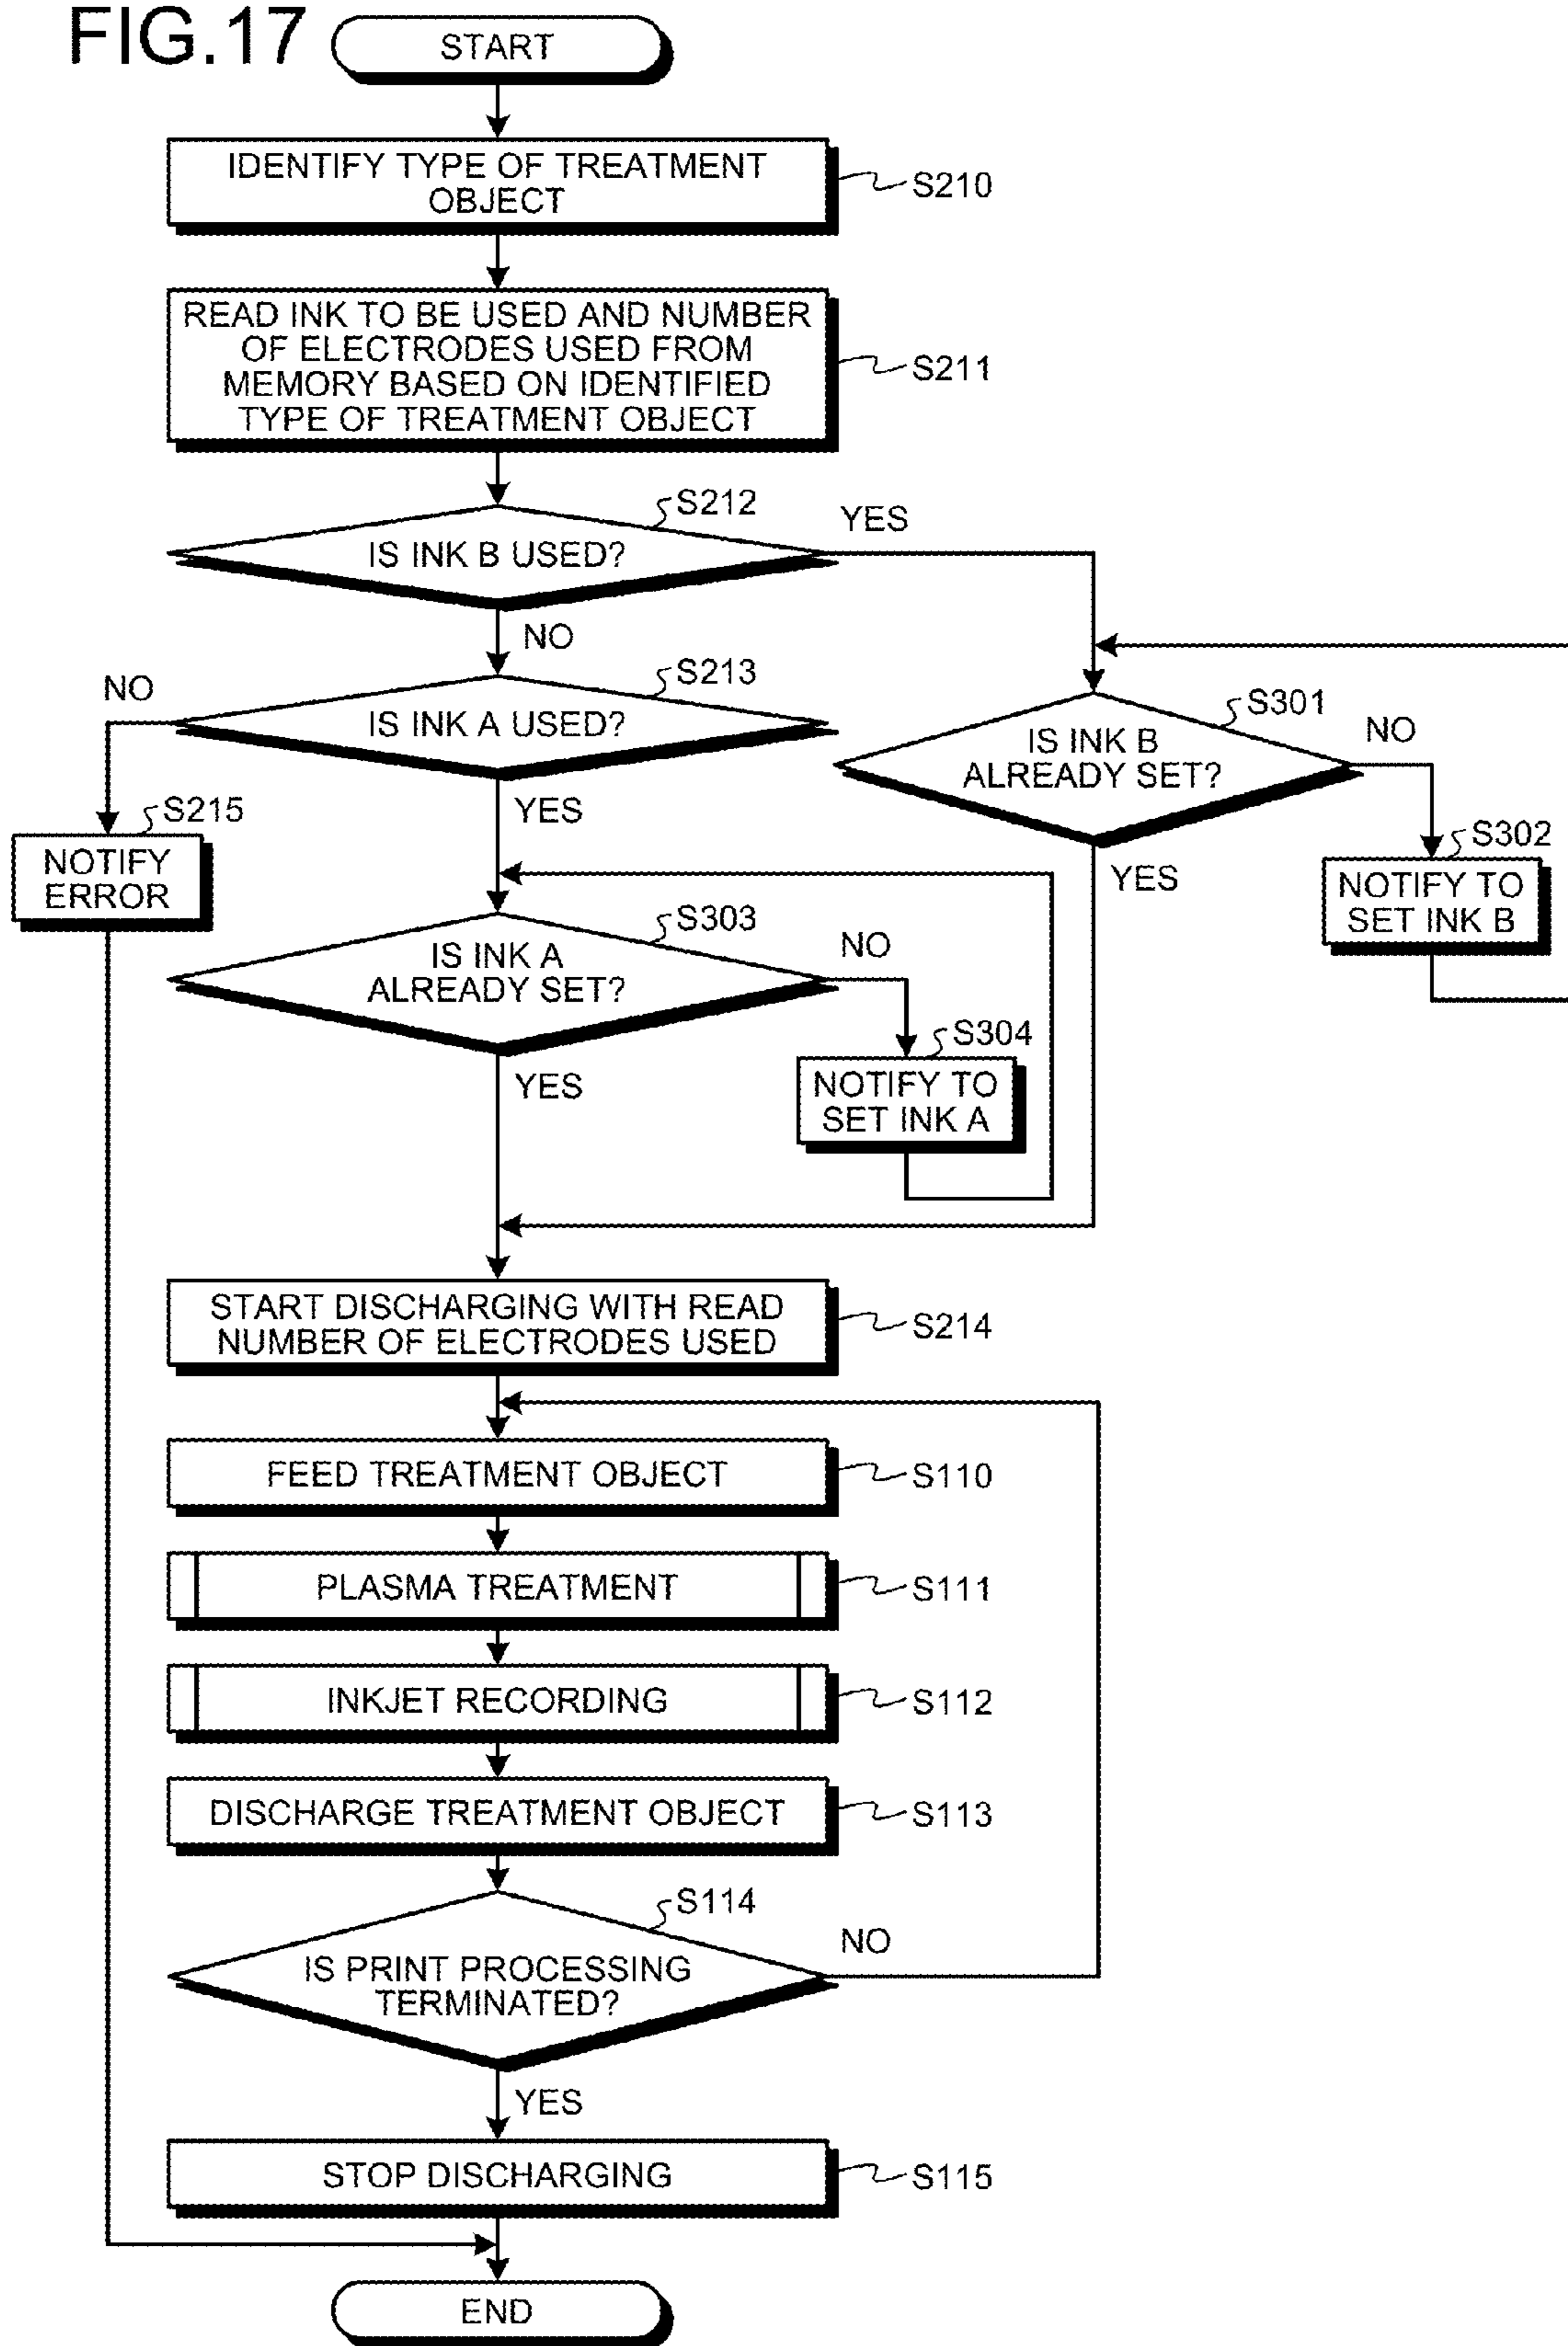 FIG.17
START
IDENTIFY TYPE OF TREATMENT
OBJECT
S210
READ INK TO BE USED AND NUMBER
OF ELECTRODES USED FROM
MEMORY BASED ON IDENTIFIED
TYPE OF TREATMENT OBJECT
S211
S212
IS INK B USED?
YES
NO
S213
IS INK A USED?
NO
YES
S215
NOTIFY
ERROR
S301
IS INK B
ALREADY SET?
NO
YES
S302
NOTIFY TO
SET INK B
S303
IS INK A
ALREADY SET?
NO
YES
S304
NOTIFY TO
SET INK A
START DISCHARGING WITH READ
NUMBER OF ELECTRODES USED
S214
FEED TREATMENT OBJECT
S110
PLASMA TREATMENT
S111
INKJET RECORDING
S112
DISCHARGE TREATMENT OBJECT
S113
S114
IS PRINT PROCESSING
TERMINATED?
NO
YES
STOP DISCHARGING
S115
END